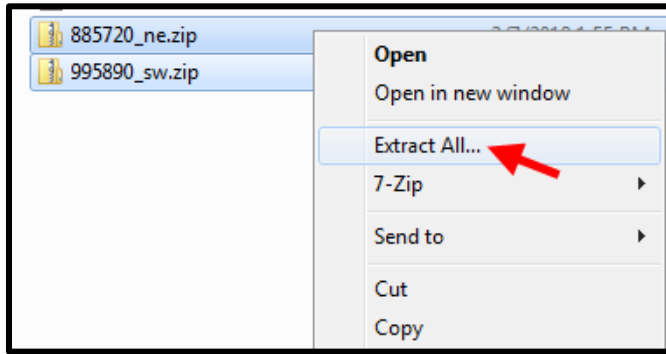 885720_ne.zip
995890_sw.zip
Open
Open in new window
Extract All...
7-Zip
Send to
Cut
Copy